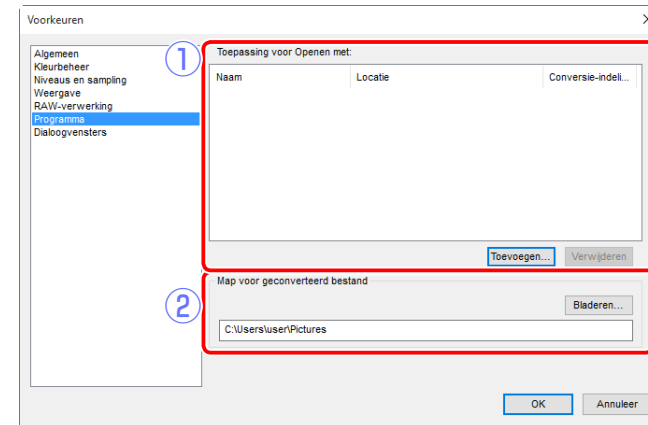 Voorkeuren
Algemeen
Kleurbeheer
Niveaus en sampling
Weergave
RAW-verwerking
Programma
Dialoogvensters
1
Toepassing voor Openen met:
Naam Locatie Conversie-indeli...
Toevoegen... Verwijderen
2
Map voor geconverteerd bestand
Bladeren...
C:\Users\user\Pictures
OK Annuleer